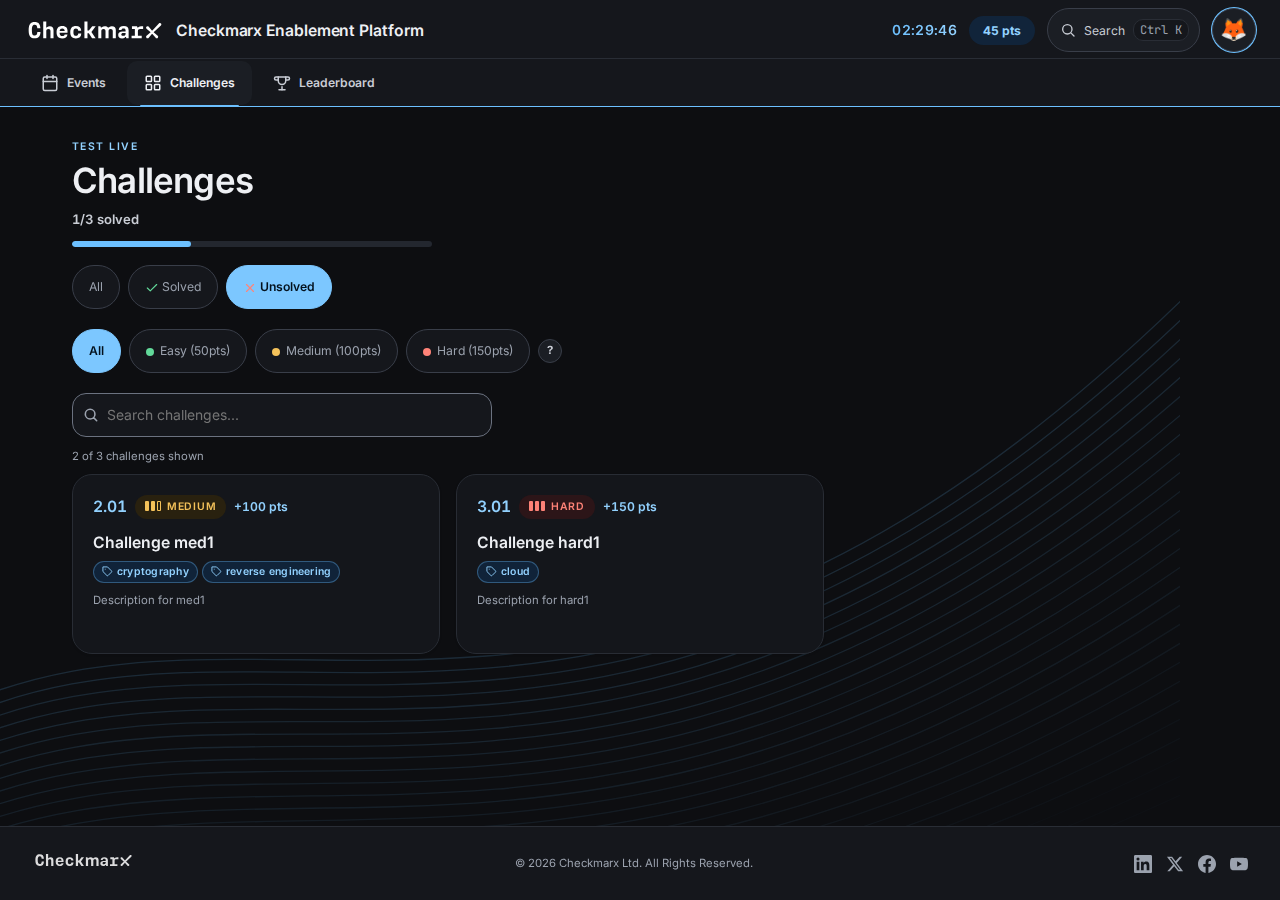 Checkmarx Checkmarx Enablement Platform 02:29:46 45 pts Search Ctrl K
Events Challenges Leaderboard
TEST LIVE
Challenges
1/3 solved
All Solved Unsolved
All Easy (50pts) Medium (100pts) Hard (150pts) ?
Search challenges...
2 of 3 challenges shown
2.01 MEDIUM +100 pts
Challenge med1
cryptography reverse engineering
Description for med1
3.01 HARD +150 pts
Challenge hard1
cloud
Description for hard1
Checkmarx © 2026 Checkmarx Ltd. All Rights Reserved.